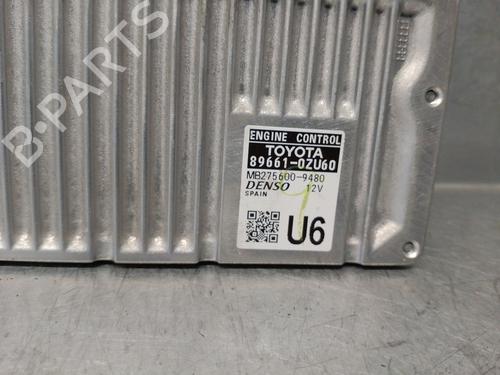 B-PARTS
ENGINE CONTROL
TOYOTA
89661-0ZU60
MB275600-9480
DENSO 12V
SPAIN
U6